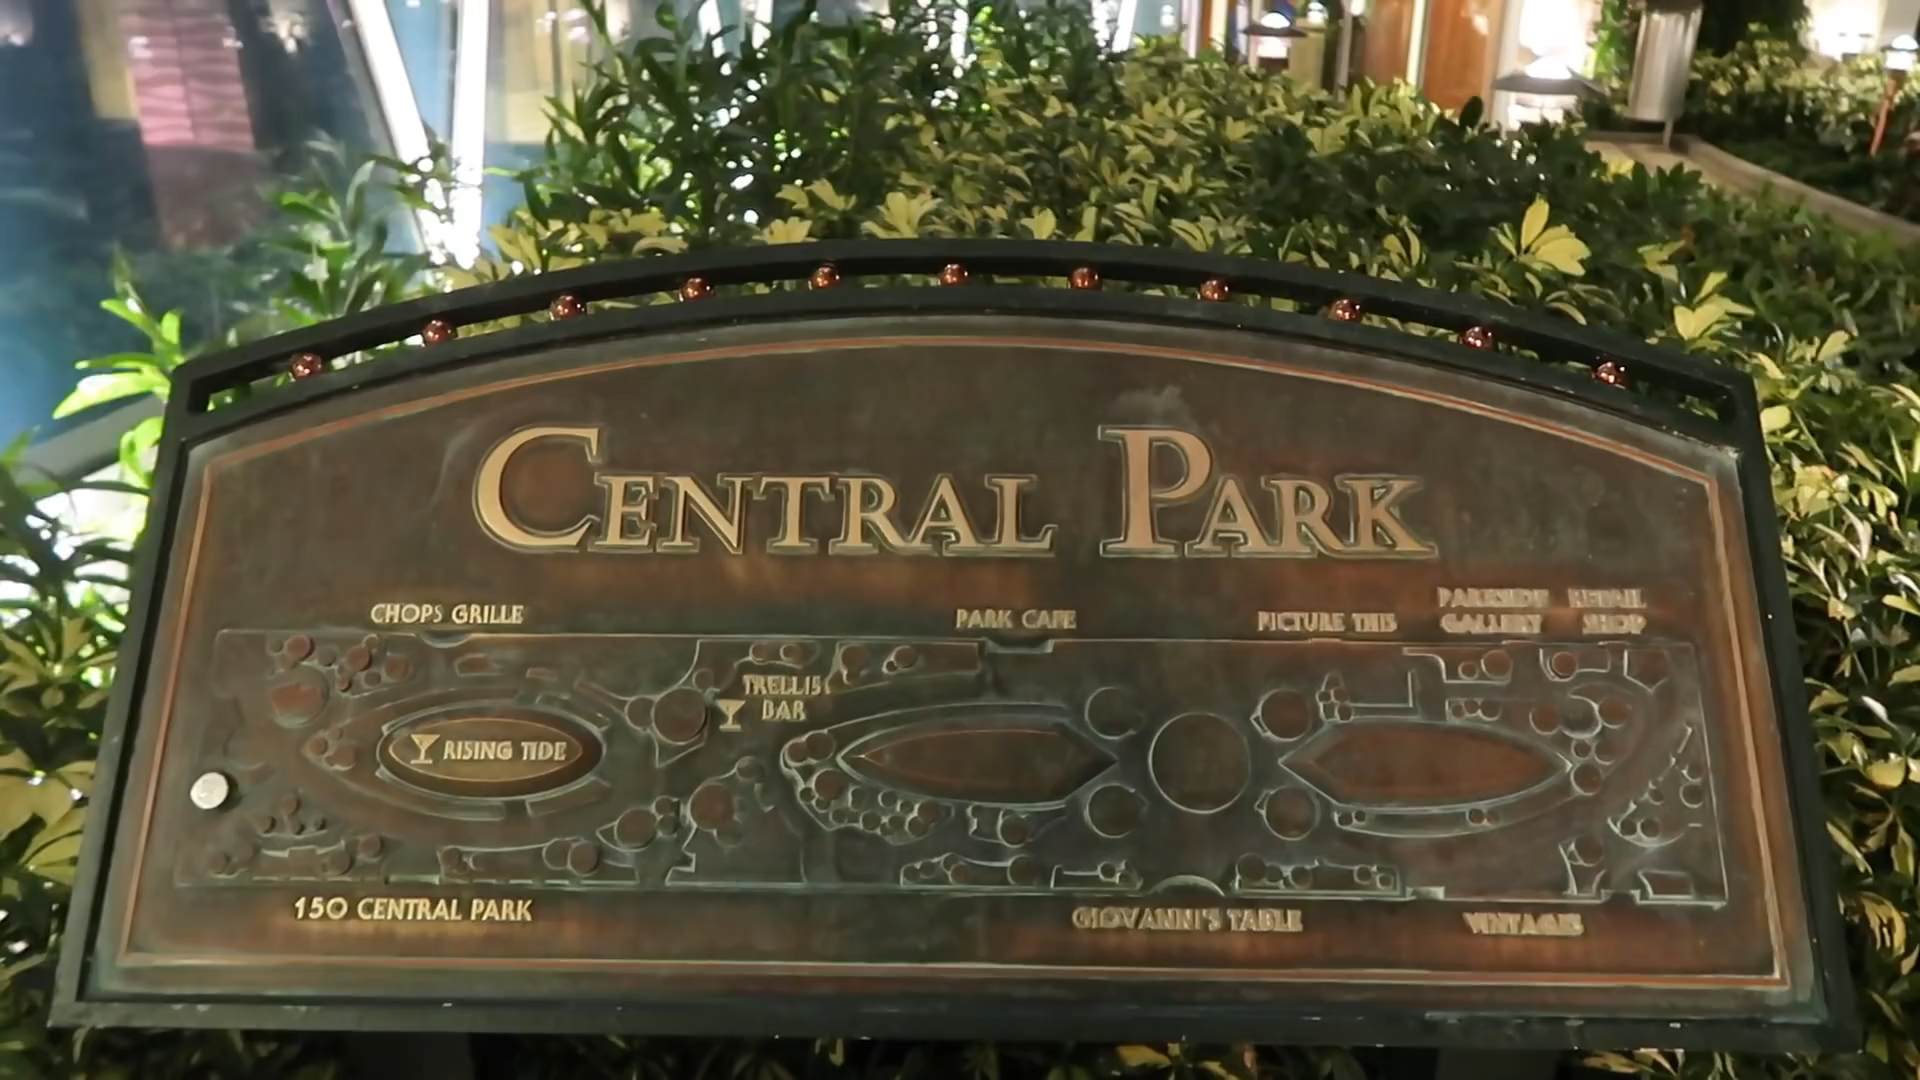 CENTRAL PARK
CHOPS GRILLE
PARK CAFE
PICTURE THIS
PARKSIDE
GALLERY
RETAIL
SHOP
TRELLIS
BAR
RISING TIDE
150 CENTRAL PARK
GIOVANNI'S TABLE
VINTAGES